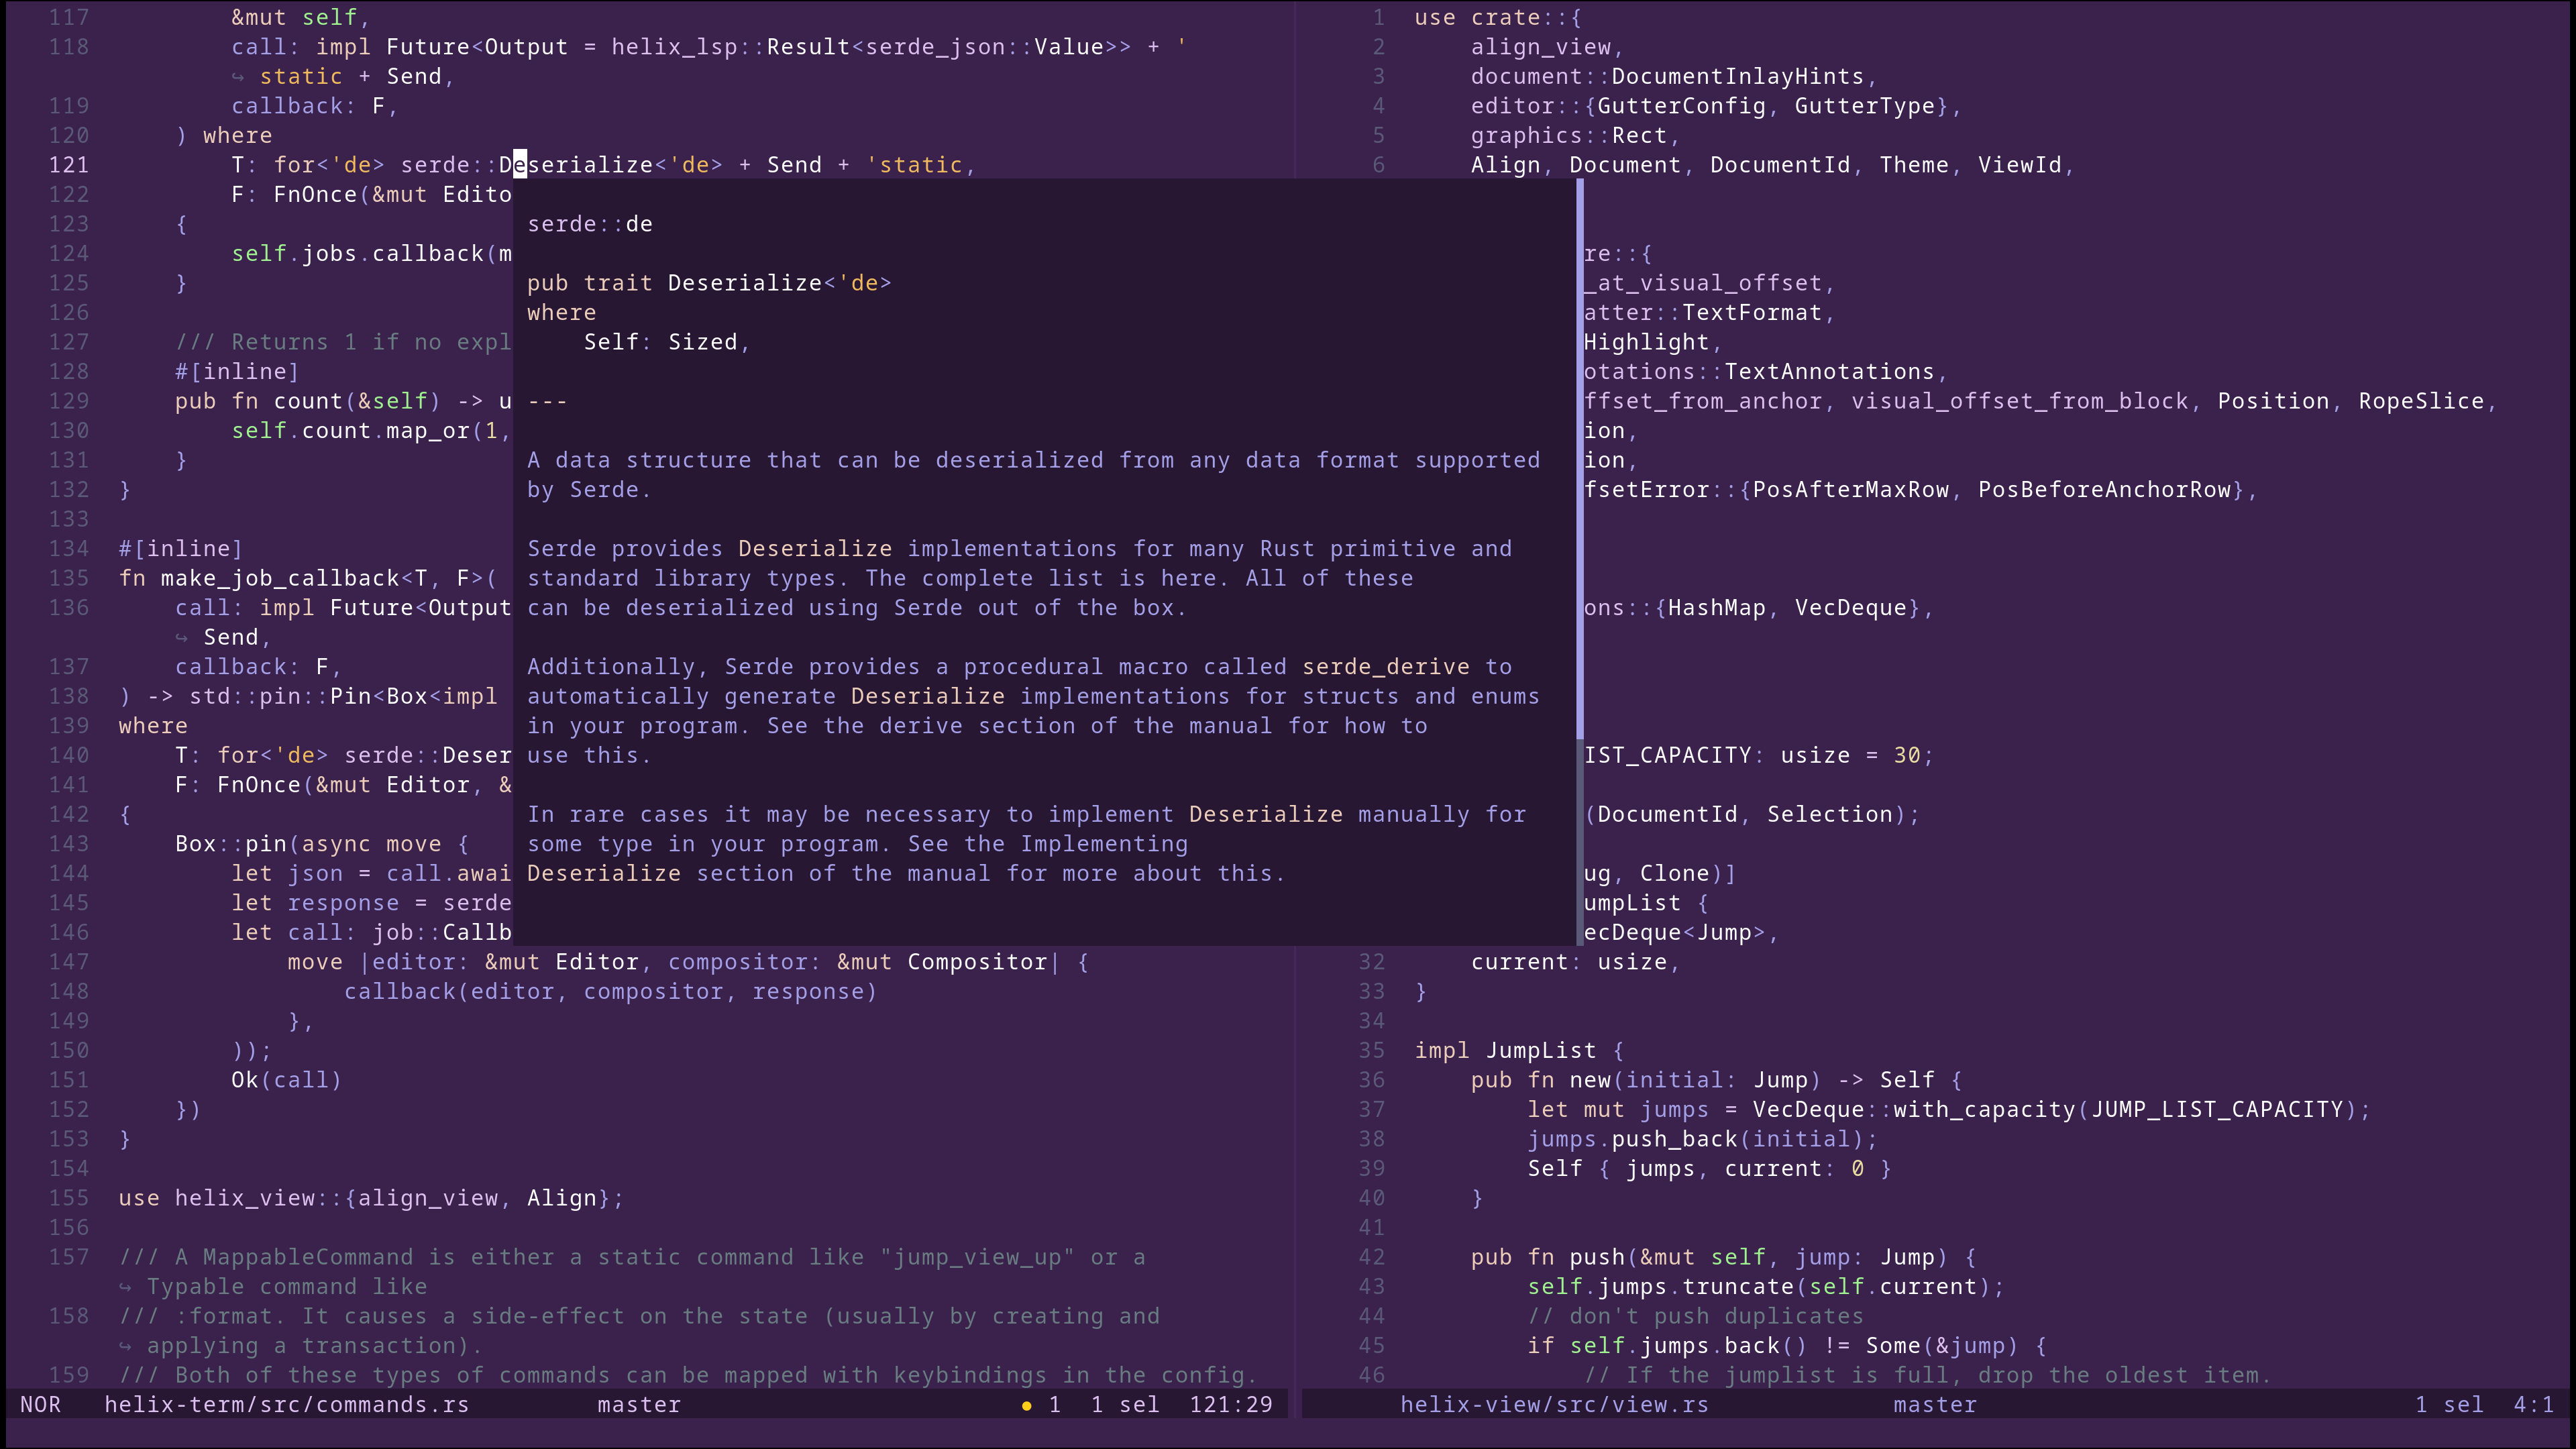 117 &mut self,
118 call: impl Future<Output = helix_lsp::Result<serde_json::Value>> + '
↪ static + Send,
119 callback: F,
120 ) where
121 T: for<'de> serde::Deserialize<'de> + Send + 'static,
122 F: FnOnce(&mut Edito
123 {
124 self.jobs.callback(m
125 }
126
127 /// Returns 1 if no expl
128 #[inline]
129 pub fn count(&self) -> u
130 self.count.map_or(1,
131 }
132 }
133
134 #[inline]
135 fn make_job_callback<T, F>(
136 call: impl Future<Output
↪ Send,
137 callback: F,
138 ) -> std::pin::Pin<Box<impl
139 where
140 T: for<'de> serde::Deser
141 F: FnOnce(&mut Editor, &
142 {
143 Box::pin(async move {
144 let json = call.awai
145 let response = serde
146 let call: job::Callb
147 move |editor: &mut Editor, compositor: &mut Compositor| {
148 callback(editor, compositor, response)
149 },
150 ));
151 Ok(call)
152 })
153 }
154
155 use helix_view::{align_view, Align};
156
157 /// A MappableCommand is either a static command like "jump_view_up" or a
↪ Typable command like
158 /// :format. It causes a side-effect on the state (usually by creating and
↪ applying a transaction).
159 /// Both of these types of commands can be mapped with keybindings in the config.
NOR helix-term/src/commands.rs master ● 1 1 sel 121:29
serde::de
pub trait Deserialize<'de>
where
Self: Sized,
---
A data structure that can be deserialized from any data format supported
by Serde.
Serde provides Deserialize implementations for many Rust primitive and
standard library types. The complete list is here. All of these
can be deserialized using Serde out of the box.
Additionally, Serde provides a procedural macro called serde_derive to
automatically generate Deserialize implementations for structs and enums
in your program. See the derive section of the manual for how to
use this.
In rare cases it may be necessary to implement Deserialize manually for
some type in your program. See the Implementing
Deserialize section of the manual for more about this.
1 use crate::{
2 align_view,
3 document::DocumentInlayHints,
4 editor::{GutterConfig, GutterType},
5 graphics::Rect,
6 Align, Document, DocumentId, Theme, ViewId,
re::{
_at_visual_offset,
atter::TextFormat,
Highlight,
otations::TextAnnotations,
ffset_from_anchor, visual_offset_from_block, Position, RopeSlice,
ion,
ion,
fsetError::{PosAfterMaxRow, PosBeforeAnchorRow},
ons::{HashMap, VecDeque},
IST_CAPACITY: usize = 30;
(DocumentId, Selection);
ug, Clone)]
umpList {
ecDeque<Jump>,
32 current: usize,
33 }
34
35 impl JumpList {
36 pub fn new(initial: Jump) -> Self {
37 let mut jumps = VecDeque::with_capacity(JUMP_LIST_CAPACITY);
38 jumps.push_back(initial);
39 Self { jumps, current: 0 }
40 }
41
42 pub fn push(&mut self, jump: Jump) {
43 self.jumps.truncate(self.current);
44 // don't push duplicates
45 if self.jumps.back() != Some(&jump) {
46 // If the jumplist is full, drop the oldest item.
helix-view/src/view.rs master 1 sel 4:1